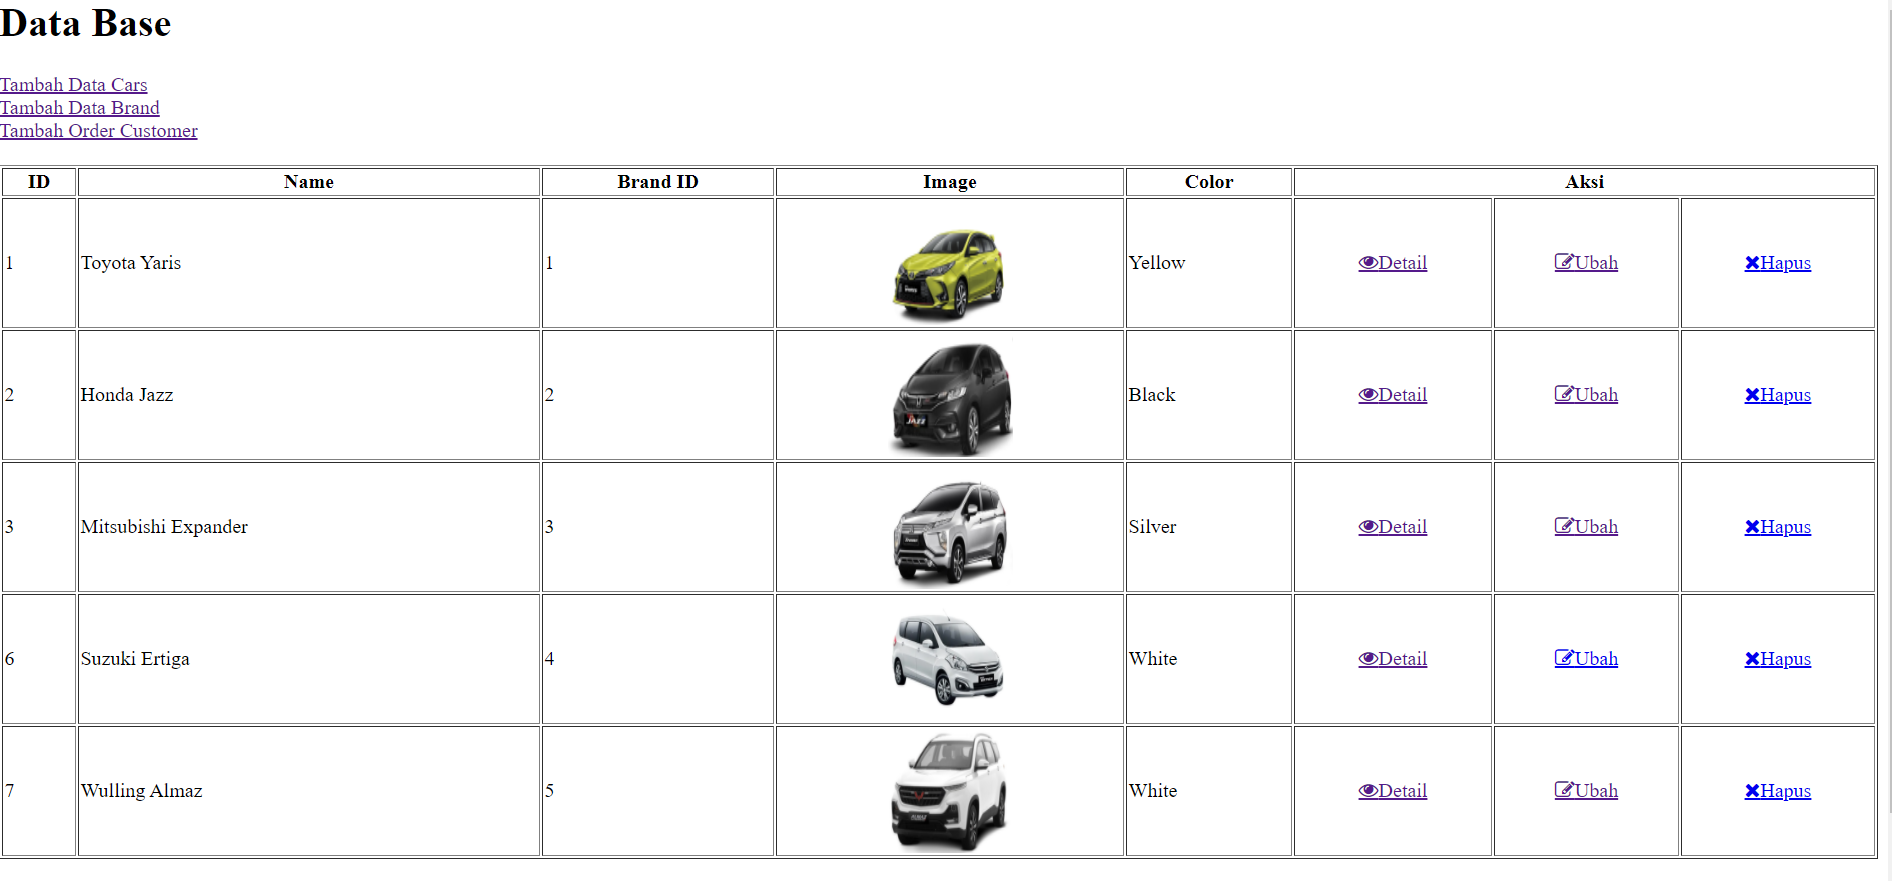 Data Base
Tambah Data Cars
Tambah Data Brand
Tambah Order Customer
ID Name Brand ID Image Color Aksi
1 Toyota Yaris 1 Yellow Detail Ubah Hapus
2 Honda Jazz 2 JAZZ Black Detail Ubah Hapus
3 Mitsubishi Expander 3 Silver Detail Ubah Hapus
6 Suzuki Ertiga 4 White Detail Ubah Hapus
7 Wulling Almaz 5 White Detail Ubah Hapus